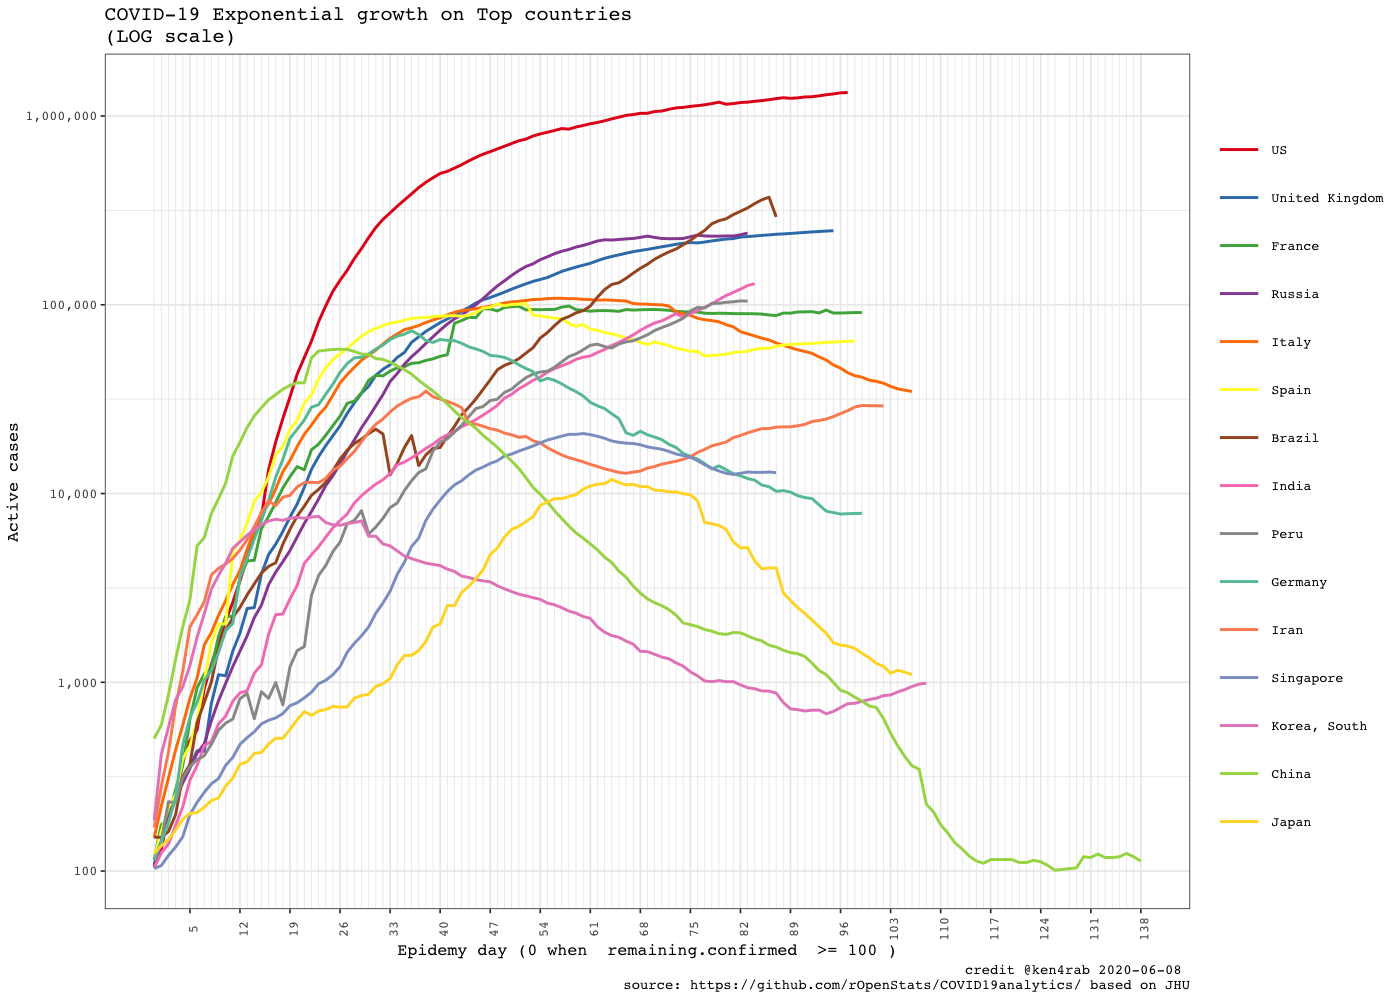 COVID-19 Exponential growth on Top countries
(LOG scale)
1,000,000
100,000
10,000
1,000
100
Active cases
5 12 19 26 33 40 47 54 61 68 75 82 89 96 103 110 117 124 131 138
Epidemy day (0 when  remaining.confirmed  >= 100 )
US
United Kingdom
France
Russia
Italy
Spain
Brazil
India
Peru
Germany
Iran
Singapore
Korea, South
China
Japan
credit @ken4rab 2020-06-08
source: https://github.com/rOpenStats/COVID19analytics/ based on JHU